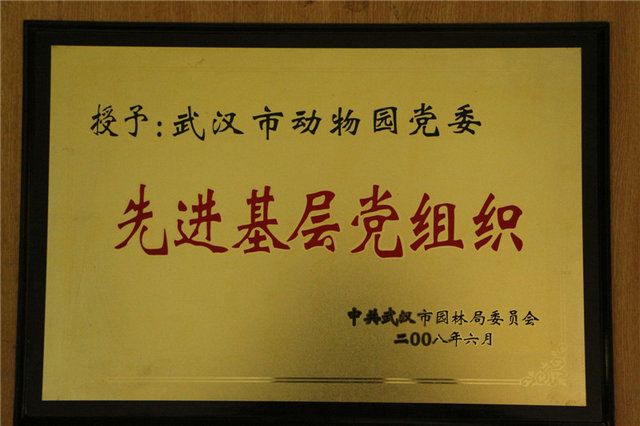 授予:武汉市动物园党委
先进基层党组织
中共武汉市园林局委员会
二00八年六月